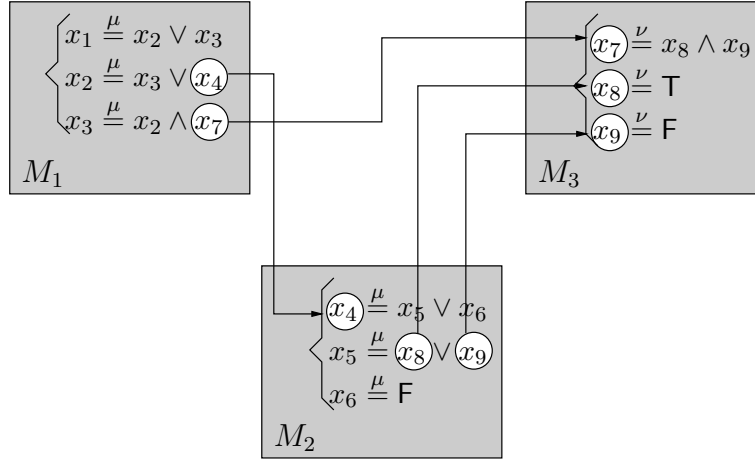 x₁ μ= x₂ ∨ x₃
x₂ μ= x₃ ∨ x₄
x₃ μ= x₂ ∧ x₇
M₁
x₇ ν= x₈ ∧ x₉
x₈ ν= T
x₉ ν= F
M₃
x₄ μ= x₅ ∨ x₆
x₅ μ= x₈ ∨ x₉
x₆ μ= F
M₂